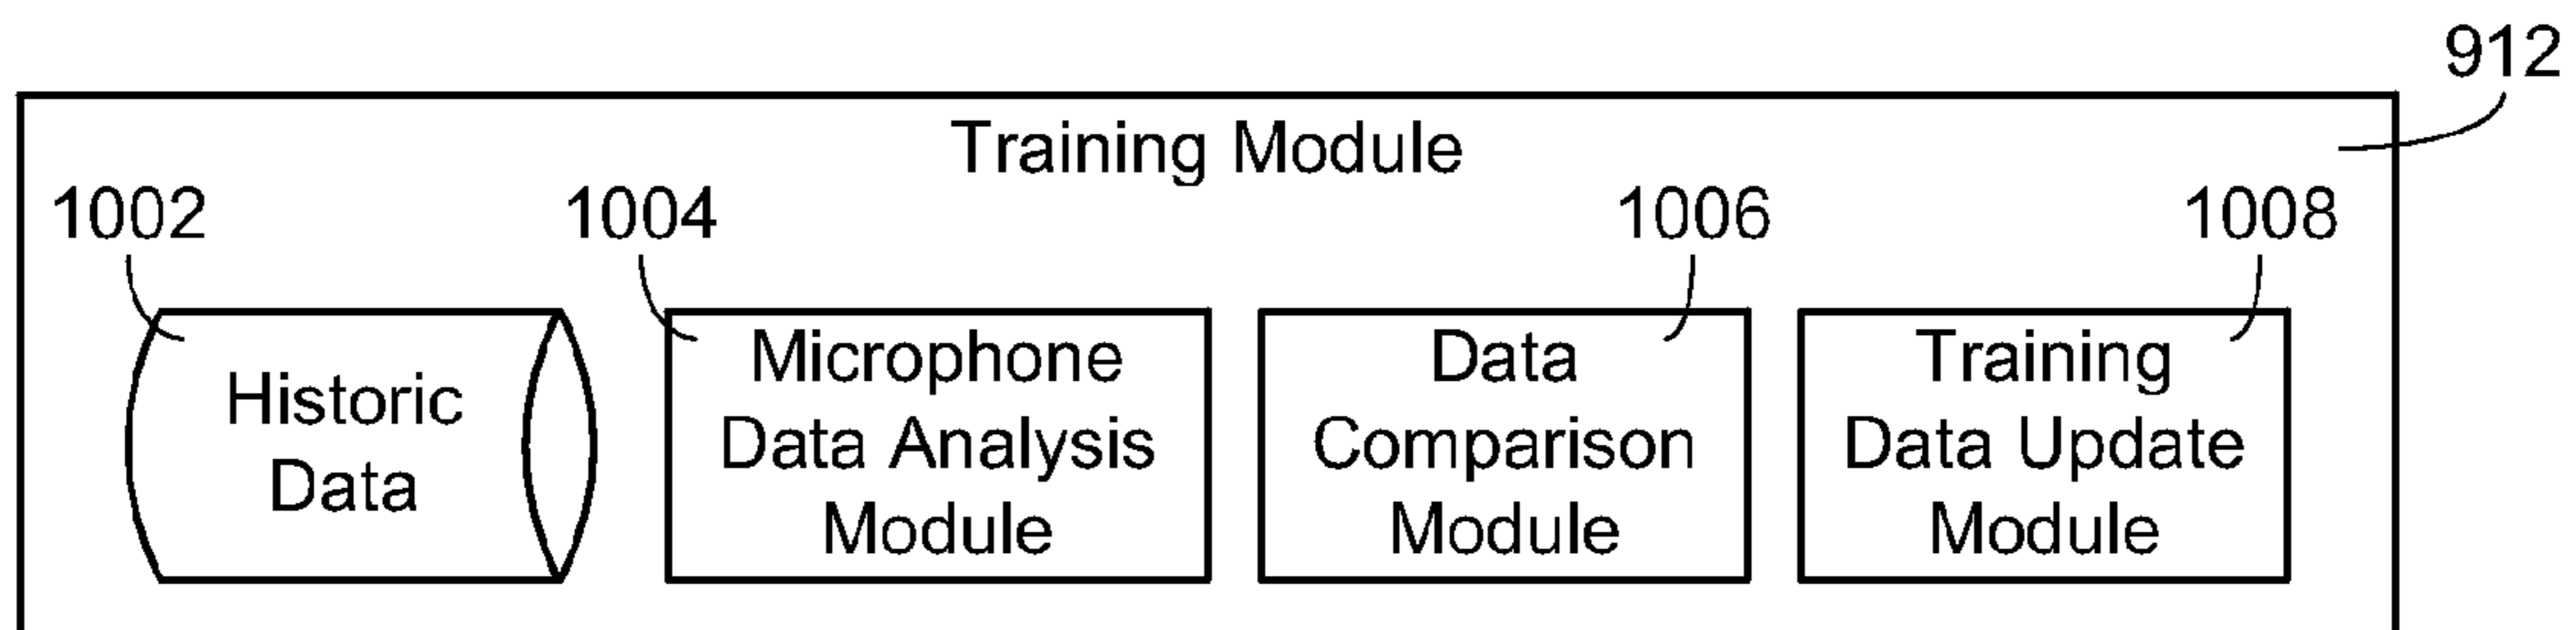 912
Training Module
1002
1004
1006
1008
Historic
Data
Microphone
Data Analysis
Module
Data
Comparison
Module
Training
Data Update
Module